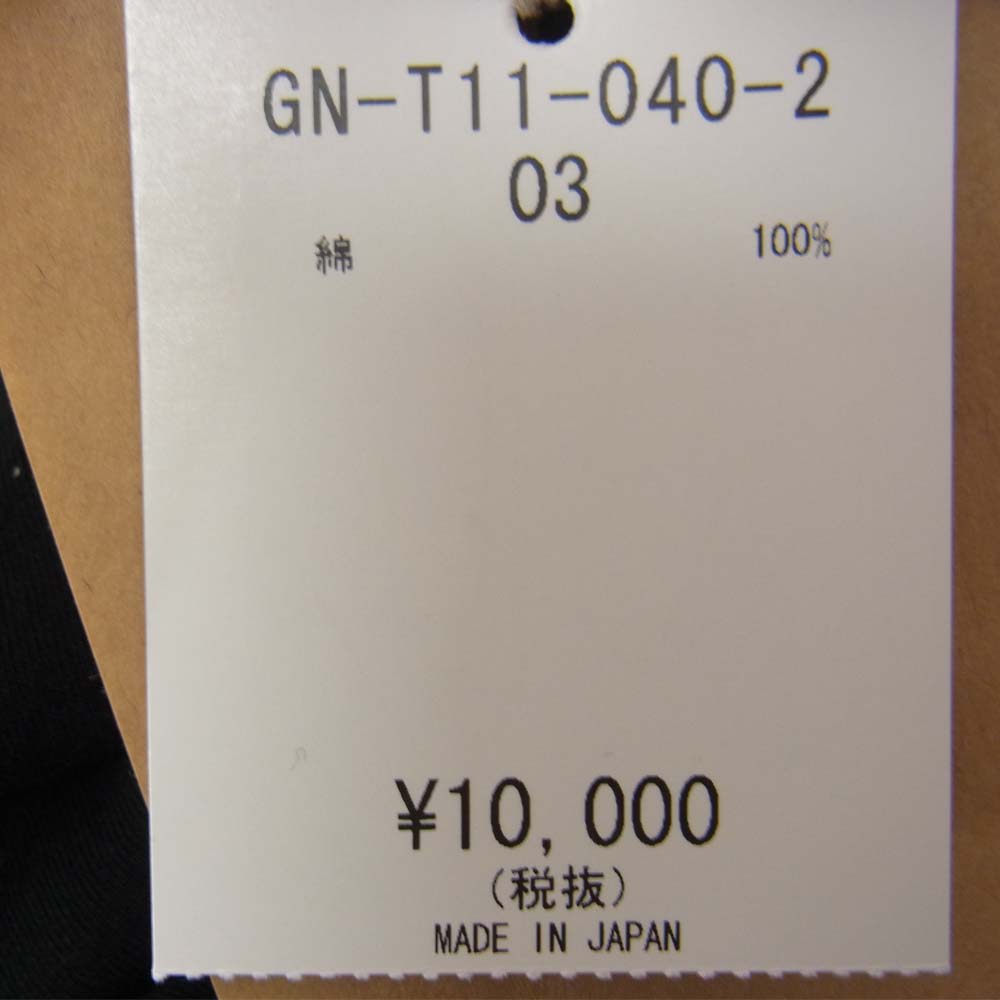 GN-T11-040-2
03
綿 100%
¥10,000
(税抜)
MADE IN JAPAN